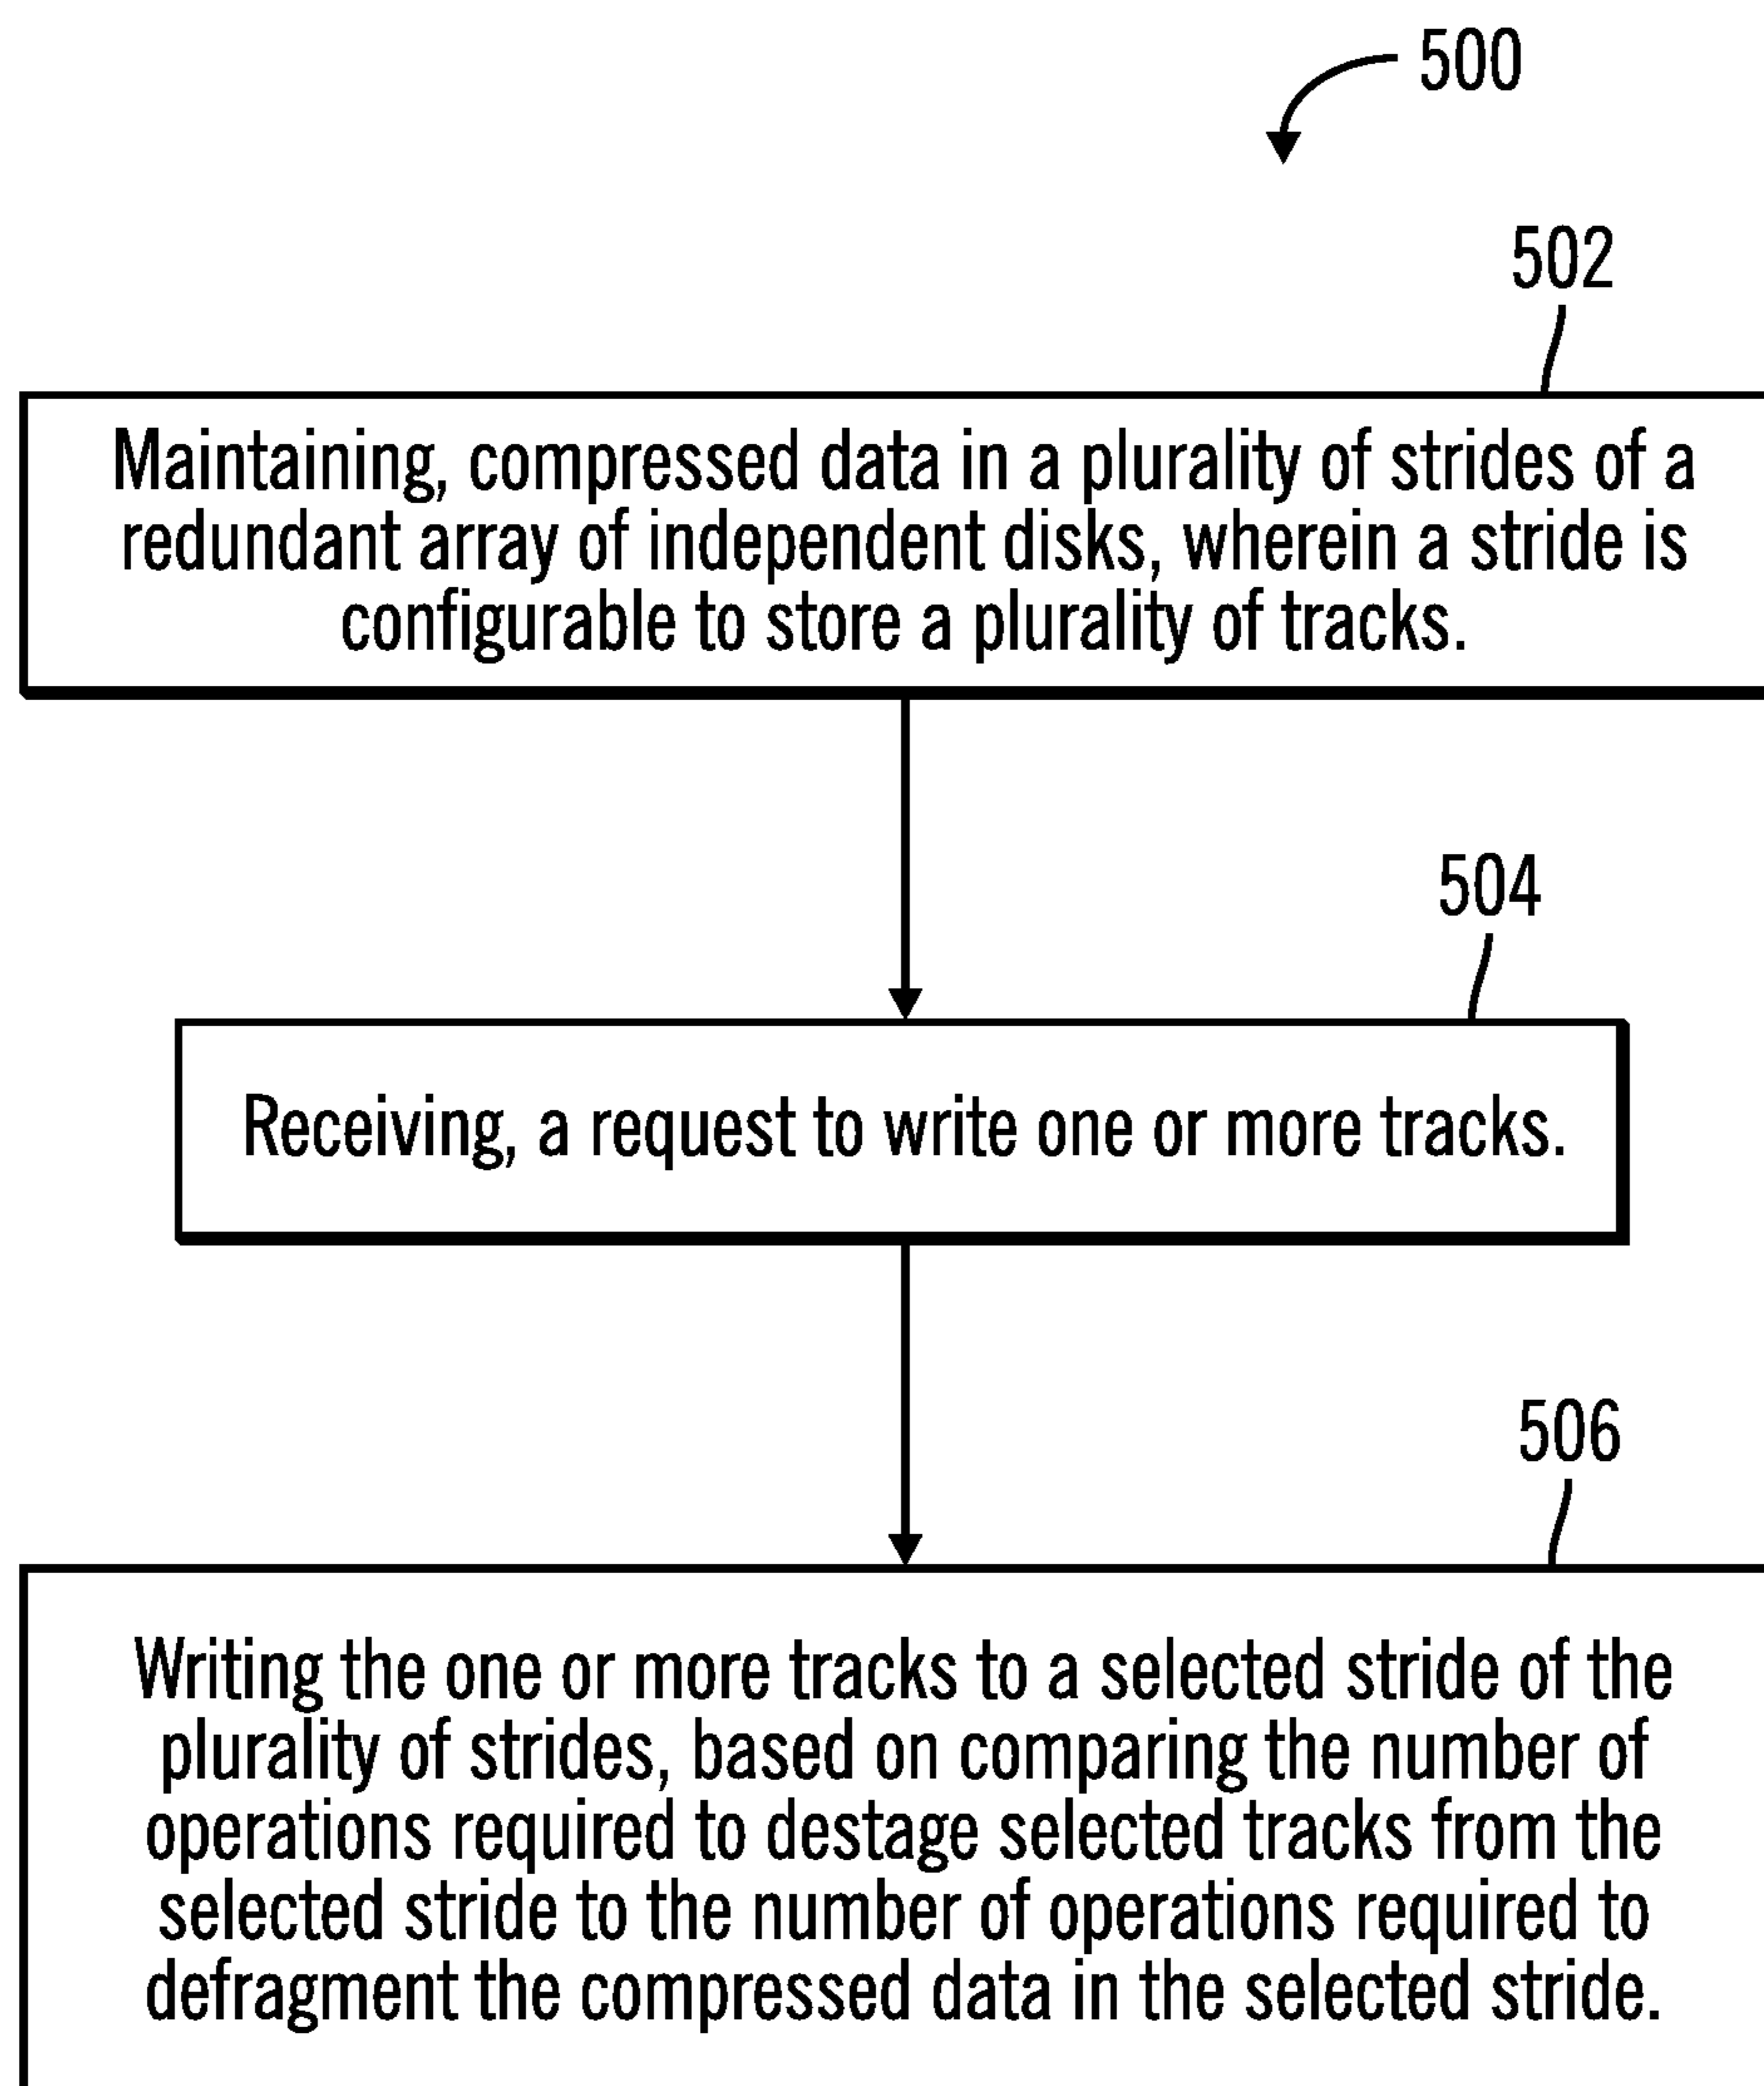 500
502
Maintaining, compressed data in a plurality of strides of a
redundant array of independent disks, wherein a stride is
configurable to store a plurality of tracks.
504
Receiving, a request to write one or more tracks.
506
Writing the one or more tracks to a selected stride of the
plurality of strides, based on comparing the number of
operations required to destage selected tracks from the
selected stride to the number of operations required to
defragment the compressed data in the selected stride.